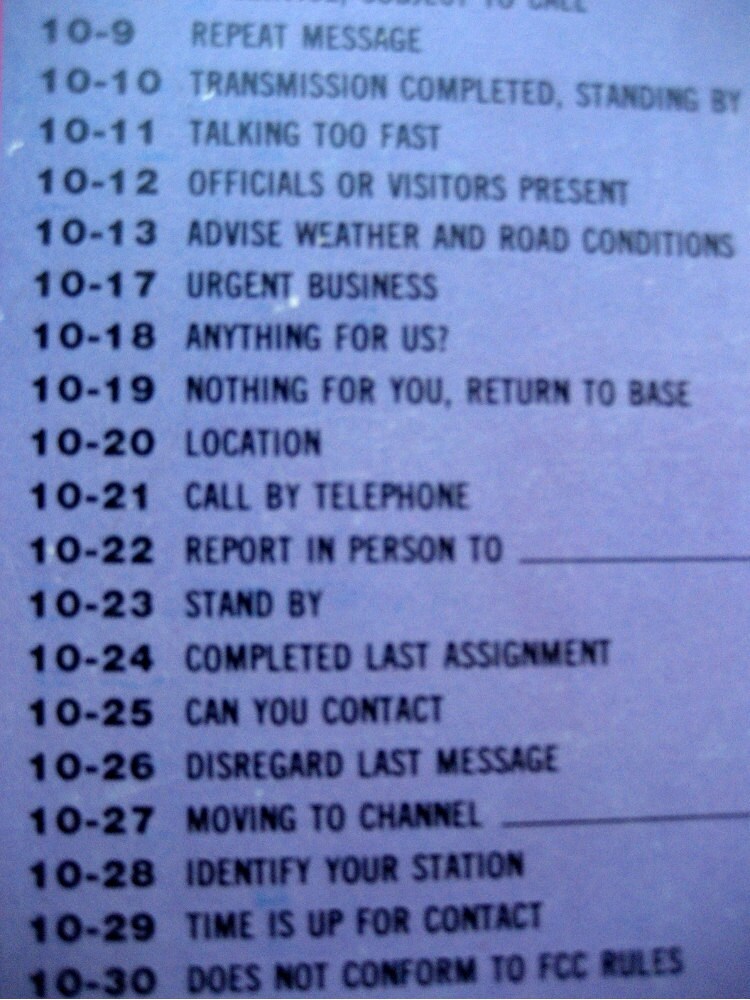 SUBJECT TO CALL
10-9 REPEAT MESSAGE
10-10 TRANSMISSION COMPLETED, STANDING BY
10-11 TALKING TOO FAST
10-12 OFFICIALS OR VISITORS PRESENT
10-13 ADVISE WEATHER AND ROAD CONDITIONS
10-17 URGENT BUSINESS
10-18 ANYTHING FOR US?
10-19 NOTHING FOR YOU, RETURN TO BASE
10-20 LOCATION
10-21 CALL BY TELEPHONE
10-22 REPORT IN PERSON TO
10-23 STAND BY
10-24 COMPLETED LAST ASSIGNMENT
10-25 CAN YOU CONTACT
10-26 DISREGARD LAST MESSAGE
10-27 MOVING TO CHANNEL
10-28 IDENTIFY YOUR STATION
10-29 TIME IS UP FOR CONTACT
10-30 DOES NOT CONFORM TO FCC RULES